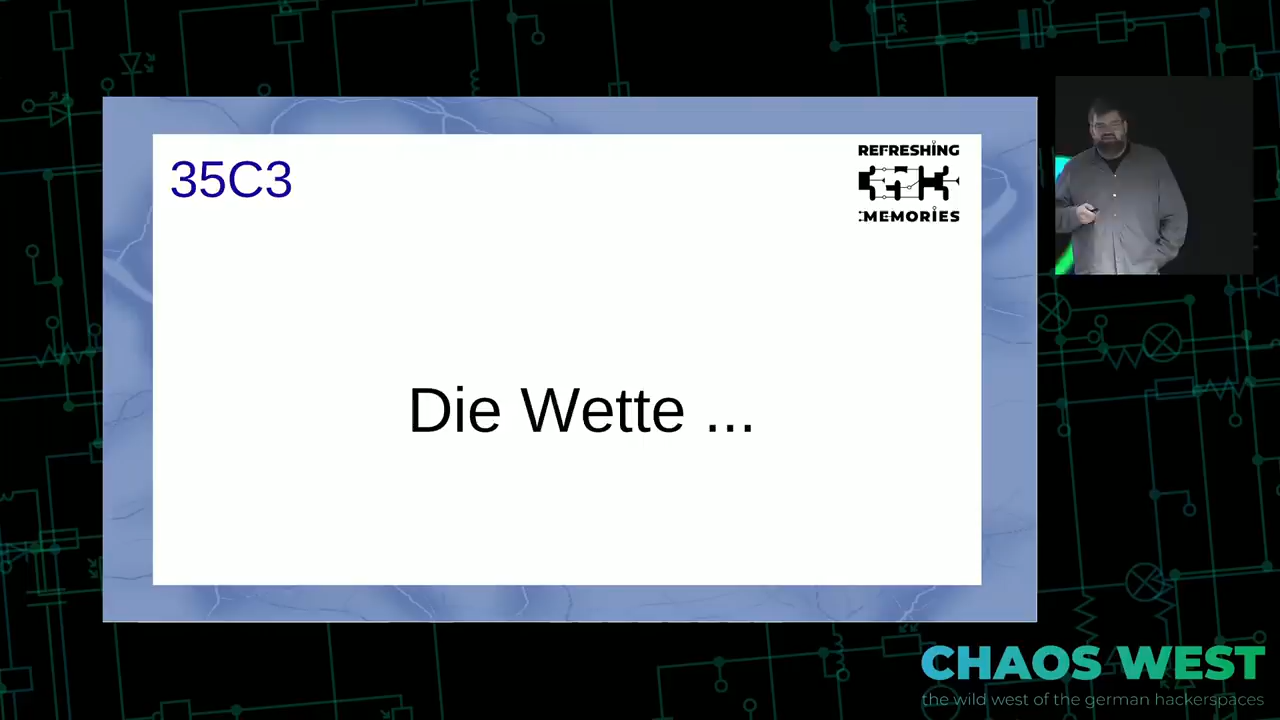 35C3
REFRESHING
MEMORIES
Die Wette ...
CHAOS WEST
the wild west of the german hackerspaces